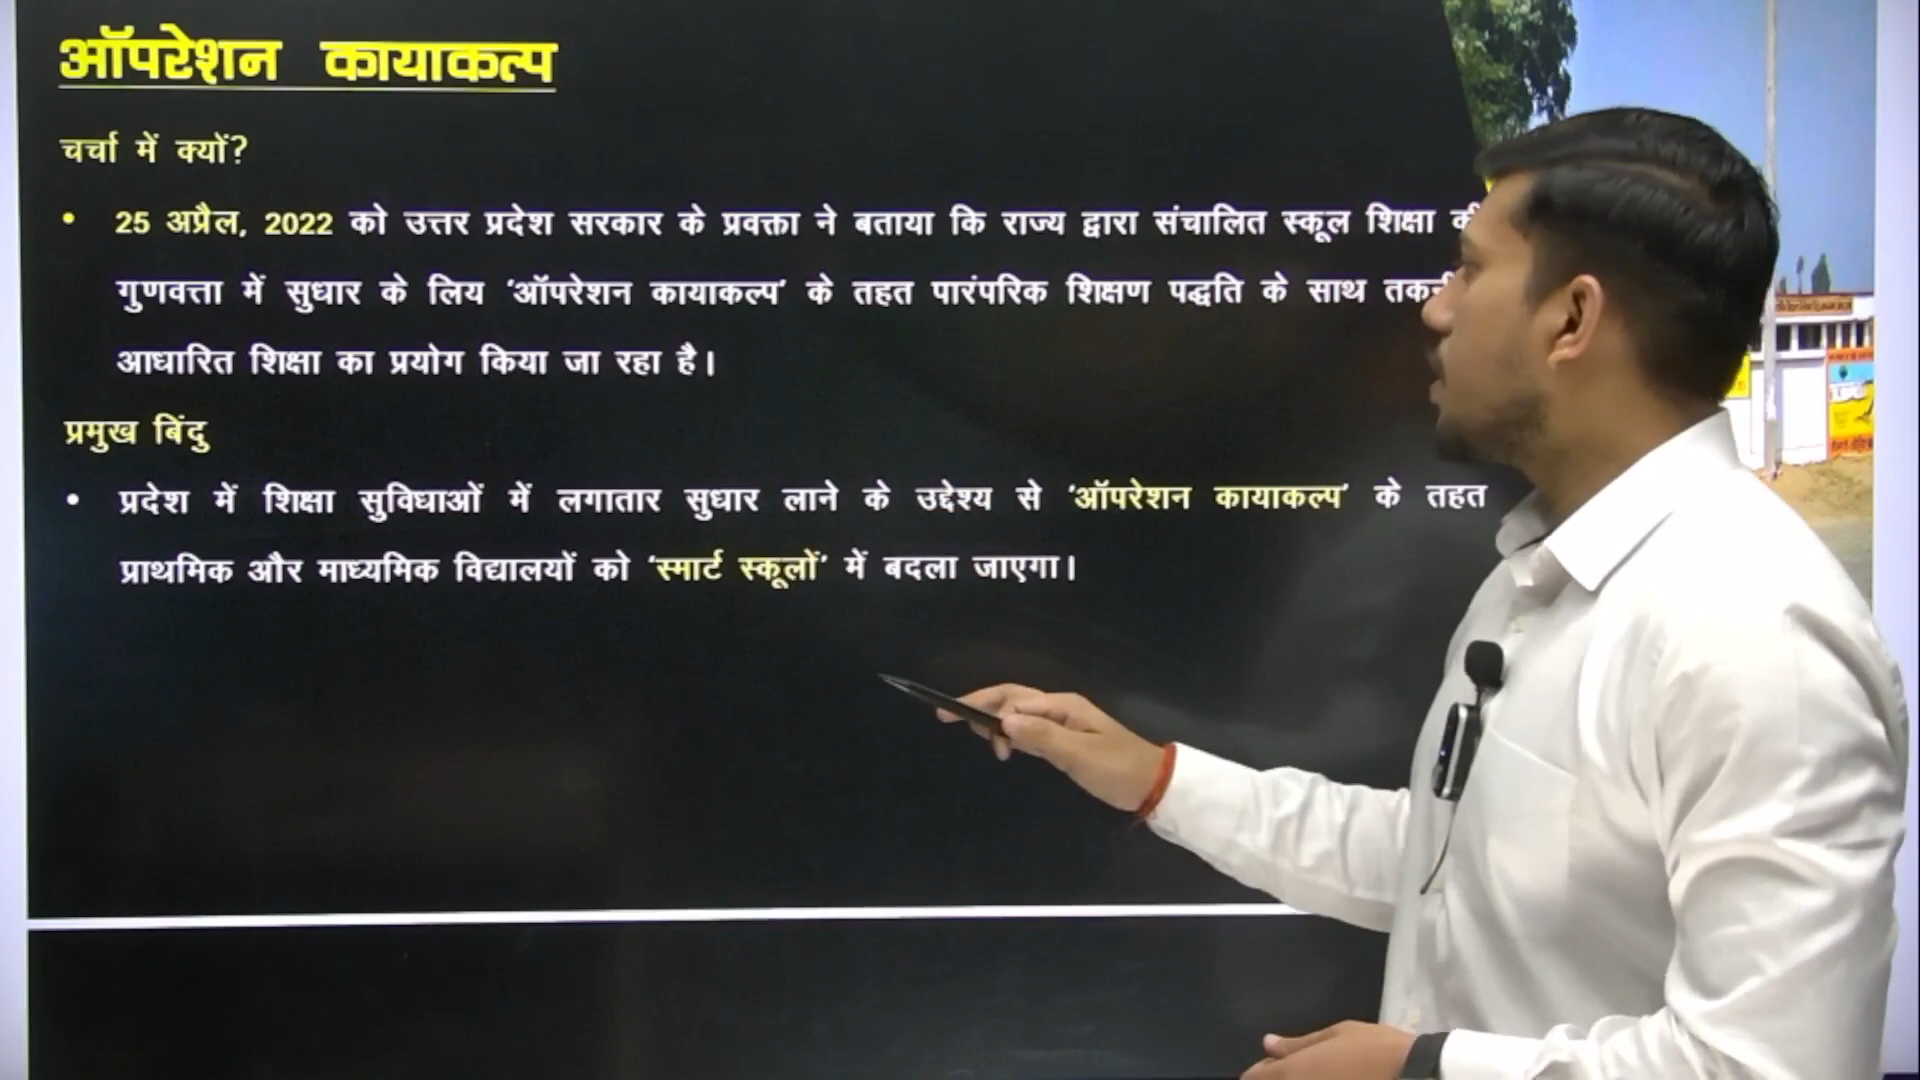 ऑपरेशन कायाकल्प
चर्चा में क्यों?
• 25 अप्रैल, 2022 को उत्तर प्रदेश सरकार के प्रवक्ता ने बताया कि राज्य द्वारा संचालित स्कूल शिक्षा
गुणवत्ता में सुधार के लिय ‘ऑपरेशन कायाकल्प’ के तहत पारंपरिक शिक्षण पद्धति के साथ
आधारित शिक्षा का प्रयोग किया जा रहा है।
प्रमुख बिंदु
• प्रदेश में शिक्षा सुविधाओं में लगातार सुधार लाने के उद्देश्य से ‘ऑपरेशन कायाकल्प’ के तहत
प्राथमिक और माध्यमिक विद्यालयों को ‘स्मार्ट स्कूलों’ में बदला जाएगा।